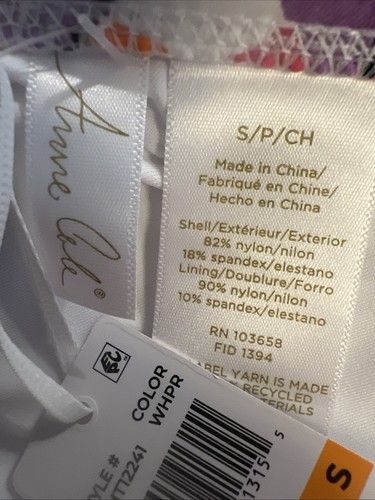 Anne Cole®
S/P/CH
Made in China/
Fabriqué en Chine/
Hecho en China
Shell/Extérieur/Exterior
82% nylon/nilon
18% spandex/elestano
Lining/Doublure/Forro
90% nylon/nilon
10% spandex/elestano
RN 103658
FID 1394
LABEL YARN IS MADE
RECYCLED
COLOR
WHPR
1315
5
S